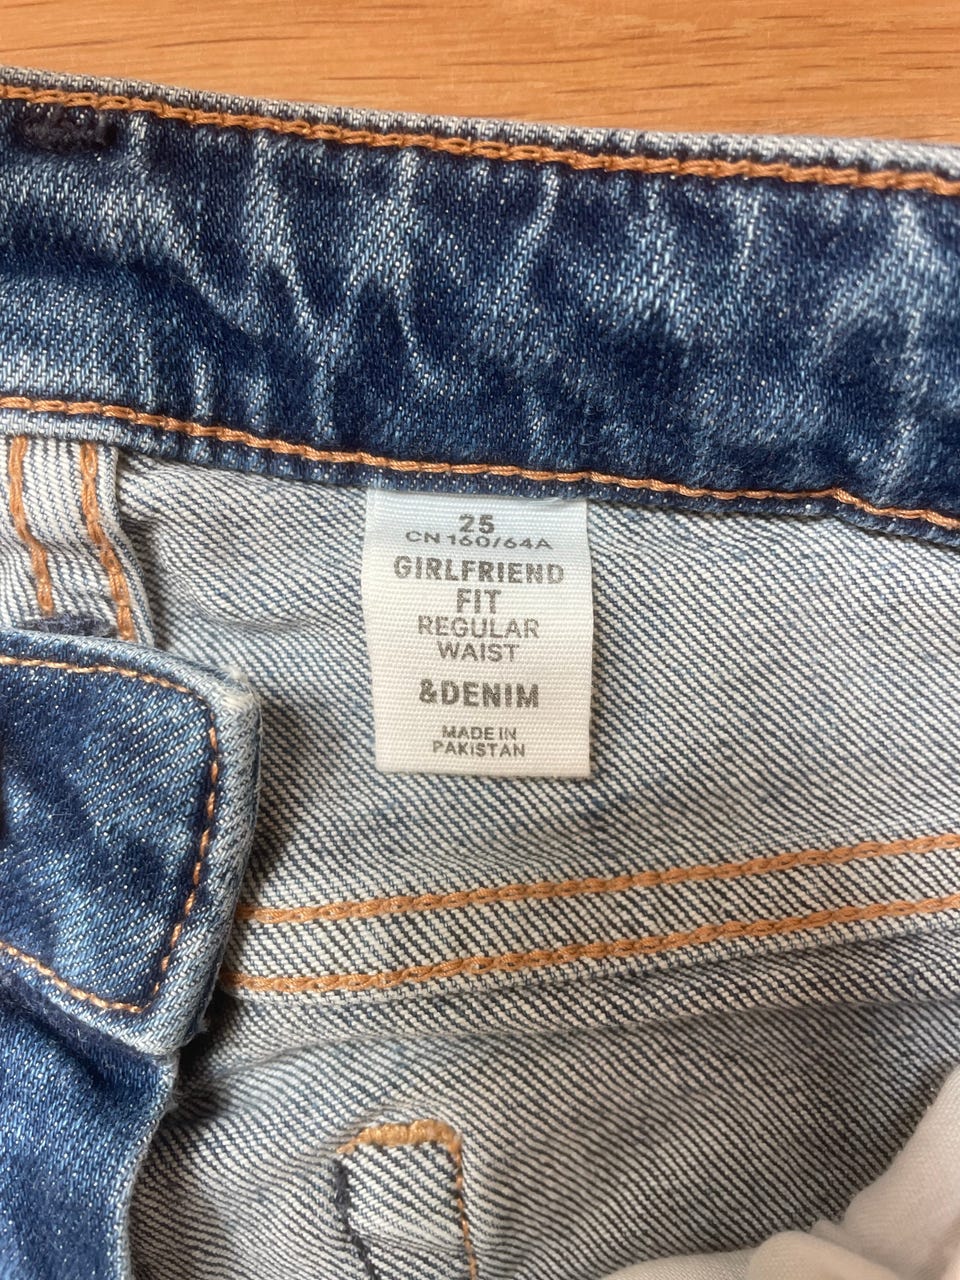 25
CN 160/64A
GIRLFRIEND
FIT
REGULAR
WAIST
&DENIM
MADE IN
PAKISTAN